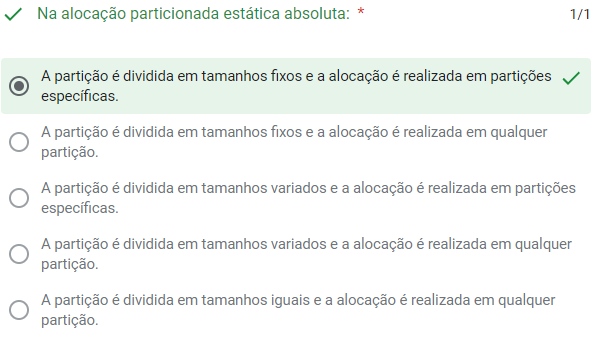 Na alocação particionada estática absoluta: *
1/1
A partição é dividida em tamanhos fixos e a alocação é realizada em partições
específicas.
A partição é dividida em tamanhos fixos e a alocação é realizada em qualquer
partição.
A partição é dividida em tamanhos variados e a alocação é realizada em partições
específicas.
A partição é dividida em tamanhos variados e a alocação é realizada em qualquer
partição.
A partição é dividida em tamanhos iguais e a alocação é realizada em qualquer
partição.